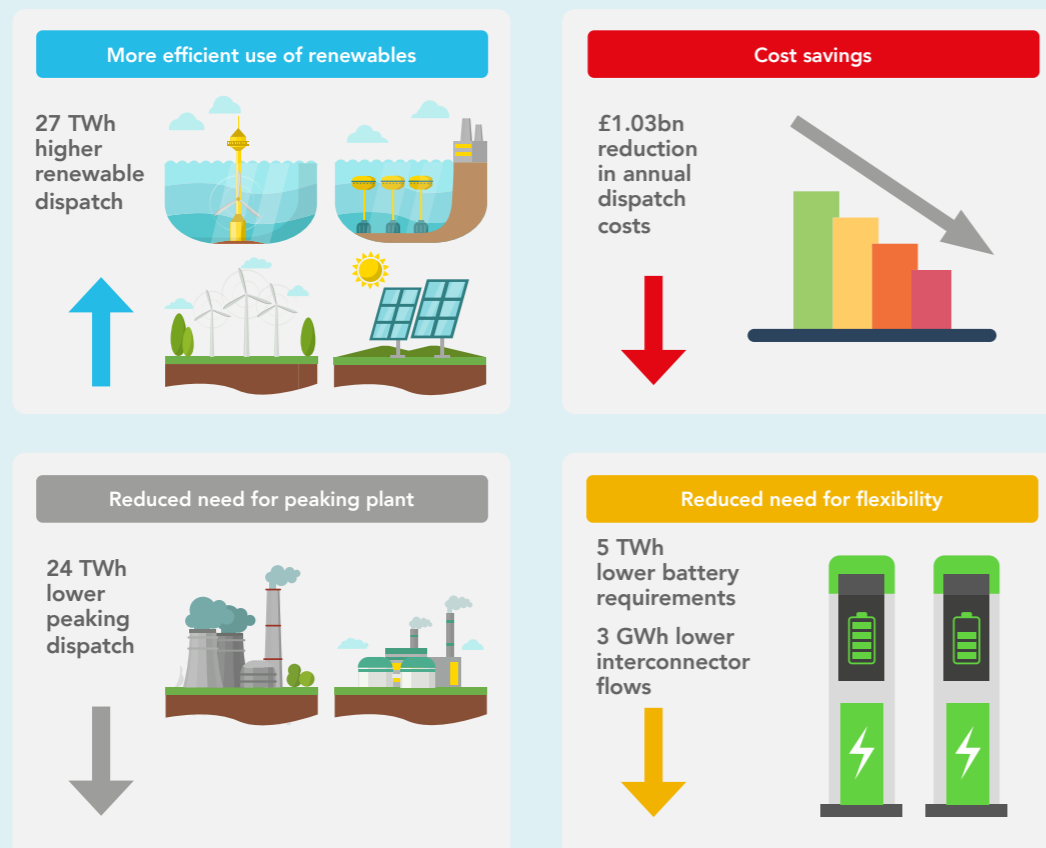 More efficient use of renewables
27 TWh
higher
renewable
dispatch
Cost savings
£1.03bn
reduction
in annual
dispatch
costs
Reduced need for peaking plant
24 TWh
lower
peaking
dispatch
Reduced need for flexibility
5 TWh
lower battery
requirements
3 GWh lower
interconnector
flows